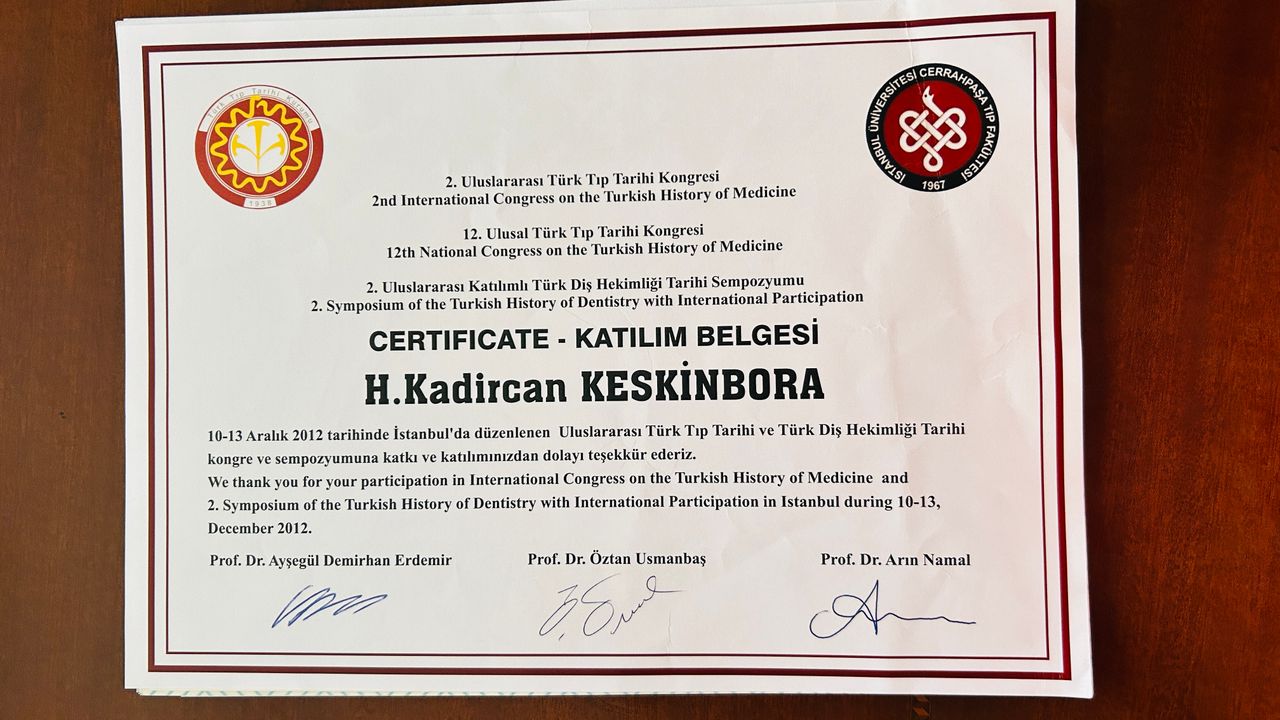 Türk Tıp Tarihi Kurumu
1938
İSTANBUL ÜNİVERSİTESİ CERRAHPAŞA TIP FAKÜLTESİ
1967
2. Uluslararası Türk Tıp Tarihi Kongresi
2nd International Congress on the Turkish History of Medicine
12. Ulusal Türk Tıp Tarihi Kongresi
12th National Congress on the Turkish History of Medicine
2. Uluslararası Katılımlı Türk Diş Hekimliği Tarihi Sempozyumu
2. Symposium of the Turkish History of Dentistry with International Participation
CERTIFICATE - KATILIM BELGESİ
H.Kadircan KESKİNBORA
10-13 Aralık 2012 tarihinde İstanbul'da düzenlenen Uluslararası Türk Tıp Tarihi ve Türk Diş Hekimliği Tarihi
kongre ve sempozyumuna katkı ve katılımınızdan dolayı teşekkür ederiz.
We thank you for your participation in International Congress on the Turkish History of Medicine and
2. Symposium of the Turkish History of Dentistry with International Participation in Istanbul during 10-13,
December 2012.
Prof. Dr. Ayşegül Demirhan Erdemir
Prof. Dr. Öztan Usmanbaş
Prof. Dr. Arın Namal